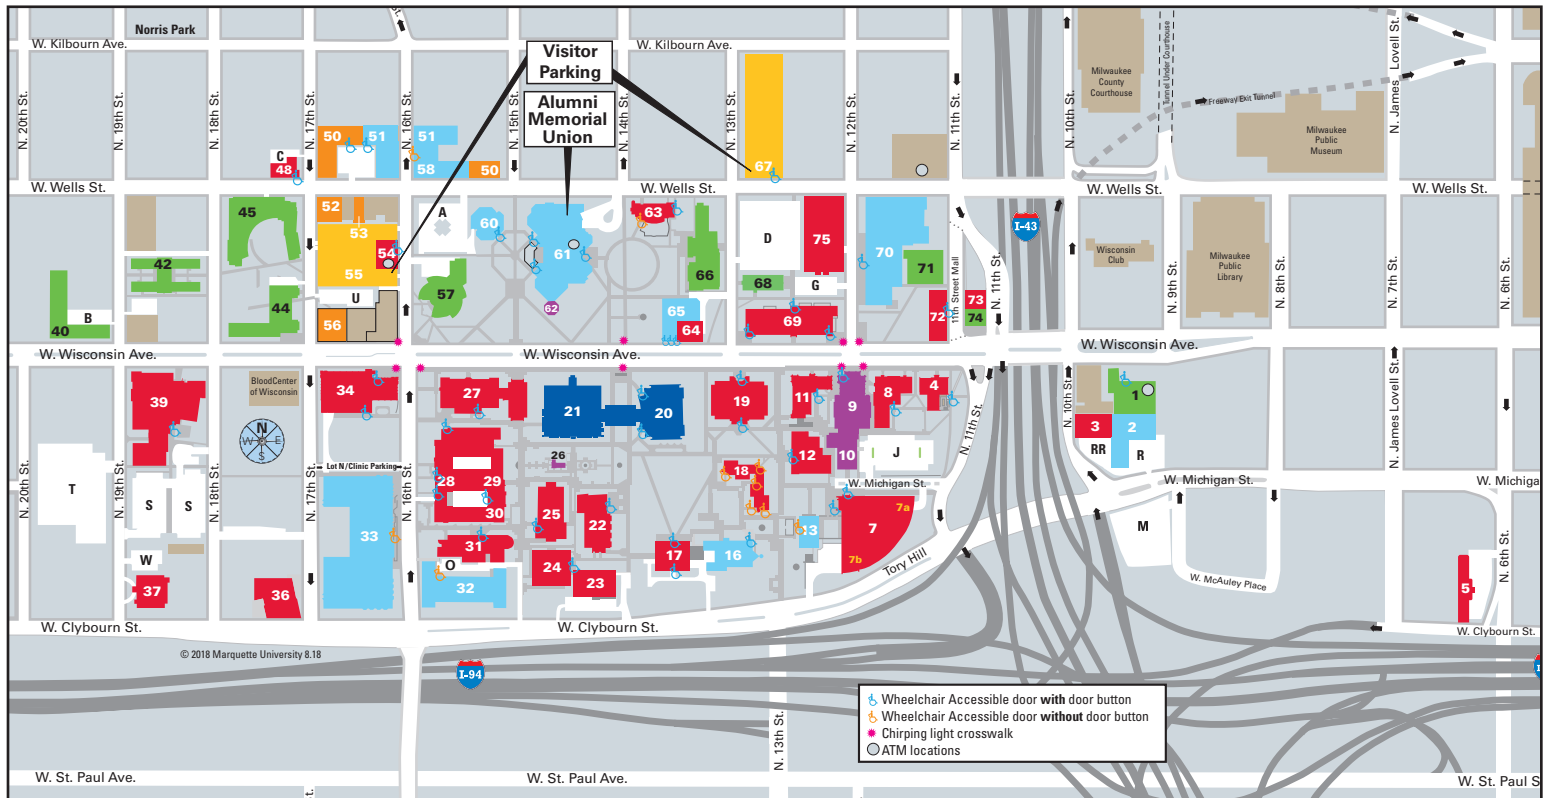 Norris Park
St.
W. Kilbourn Ave.
W. Kilbourn Ave.
Visitor
Parking
Alumni
Memorial
Union
N. 20th St.
N. 19th St.
N. 18th St.
N. 17th St.
N. 16th St.
N. 15th St.
N. 14th St.
N. 13th St.
N. 12th St.
N. 11th St.
N. 10th St.
Milwaukee
County
Courthouse
Tunnel Under Courthouse
Freeway Exit Tunnel
N. James Lovell St.
Milwaukee
Public
Museum
C
48
50
51
51
58
50
67
W. Wells St.
W. Wells St.
W. Wells St.
W. Wells St.
45
42
44
40
B
52
53
54
55
U
56
A
60
57
61
62
63
66
65
64
D
75
68
G
69
70
71
72
73
74
11th Street Mall
N. 11th St.
I-43
Wisconsin
Club
Milwaukee
Public
Library
N. 9th St.
N. 8th St.
N. 7th St.
N. 6th St.
W. Wisconsin Ave.
W. Wisconsin Ave.
W. Wisconsin Ave.
39
BloodCenter
of Wisconsin
N
W
E
S
34
27
21
20
19
11
9
8
4
10
12
J
N. 11th St.
N. 10th St.
1
2
3
RR
R
N. James Lovell St.
N. 20th St.
T
N. 19th St.
S
S
N. 18th St.
N. 17th St.
Lot N/Clinic Parking
N. 16th St.
28
29
30
26
18
W. Michigan St.
W. Michigan St.
W. Michiga
33
25
22
31
O
32
24
23
17
16
13
7
7a
7b
Tory Hill
M
W. McAuley Place
5
N. 6th St.
W
37
36
W. Clybourn St.
W. Clybourn St.
W. Clybourn St.
© 2018 Marquette University 8.18
I-94
N. 13th St.
Wheelchair Accessible door with door button
Wheelchair Accessible door without door button
Chirping light crosswalk
ATM locations
W. St. Paul Ave.
W. St. Paul Ave.
W. St. Paul S